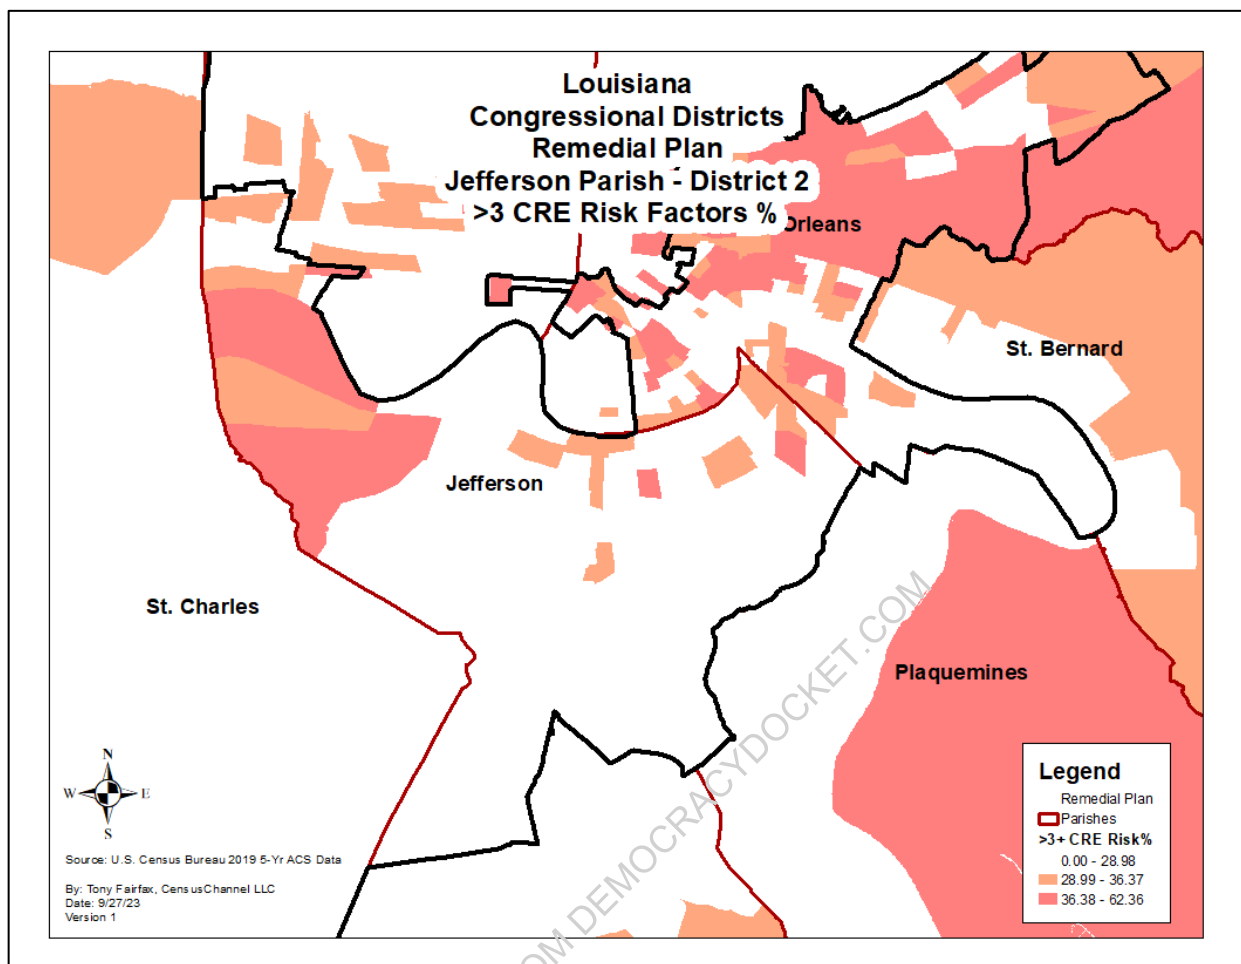 Louisiana
Congressional Districts
Remedial Plan
Jefferson Parish - District 2
>3 CRE Risk Factors %
Orleans
St. Bernard
Jefferson
St. Charles
Plaquemines
N
W E
S
Source: U.S. Census Bureau 2019 5-Yr ACS Data
By: Tony Fairfax, CensusChannel LLC
Date: 9/27/23
Version 1
Legend
Remedial Plan
Parishes
>3+ CRE Risk%
0.00 - 28.98
28.99 - 36.37
36.38 - 62.36
OM DEMOCRACYDOCKET.COM